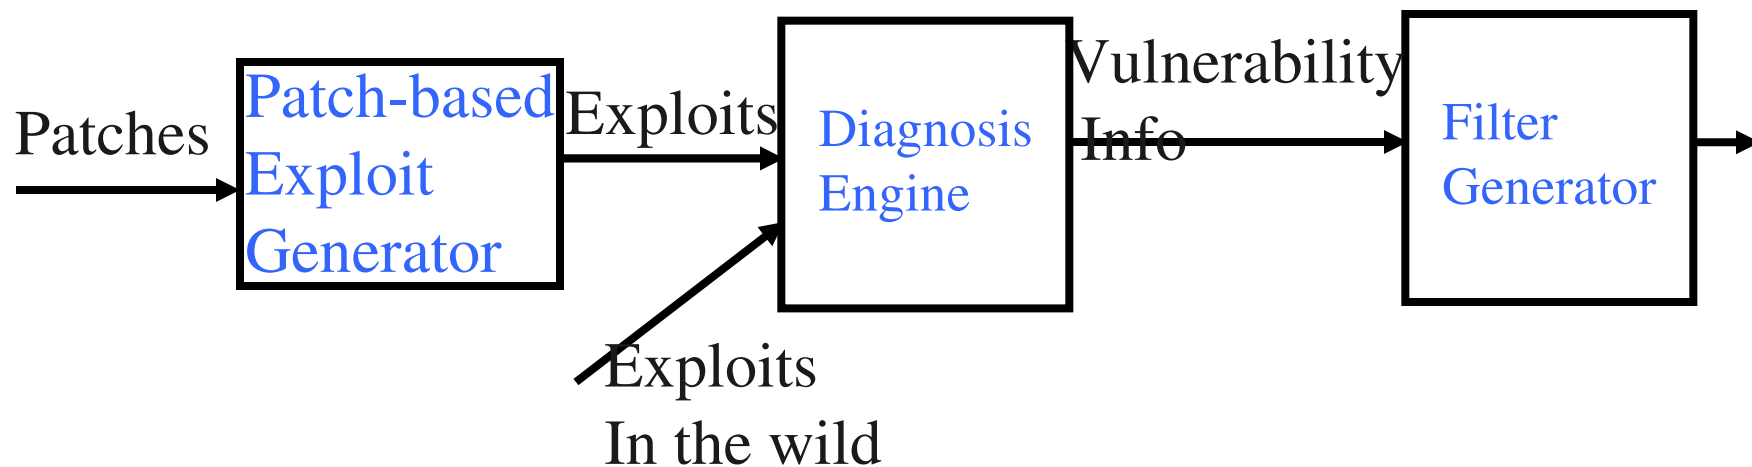 Patches
Patch-based
Exploit
Generator
Exploits
Diagnosis
Engine
Exploits
In the wild
Vulnerability
Info
Filter
Generator